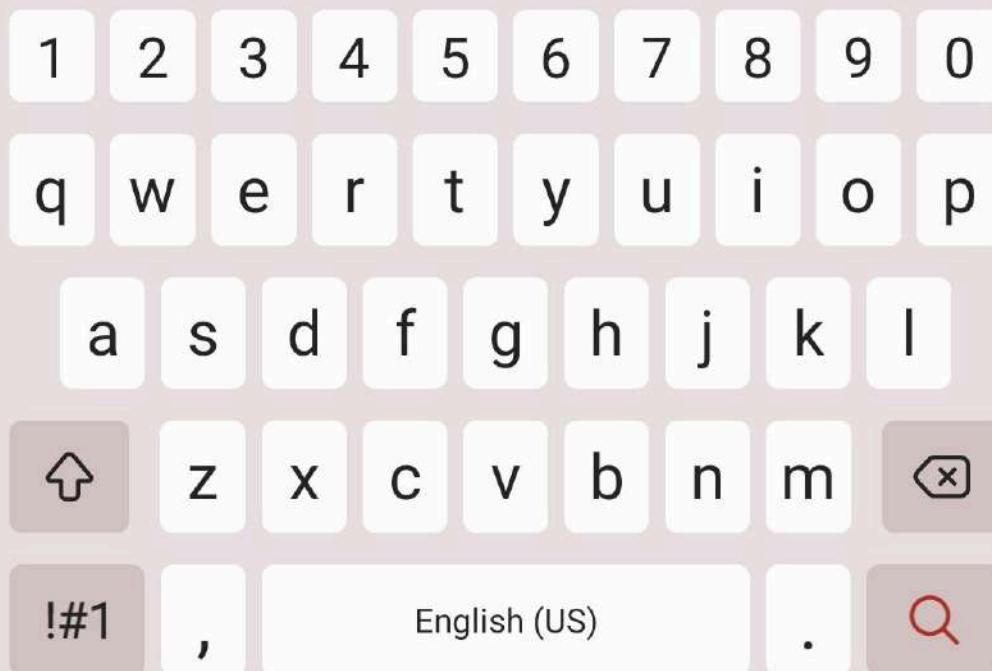 1 2 3 4 5 6 7 8 9 0
q w e r t y u i o p
a s d f g h j k l
z x c v b n m
!#1 , English (US) .